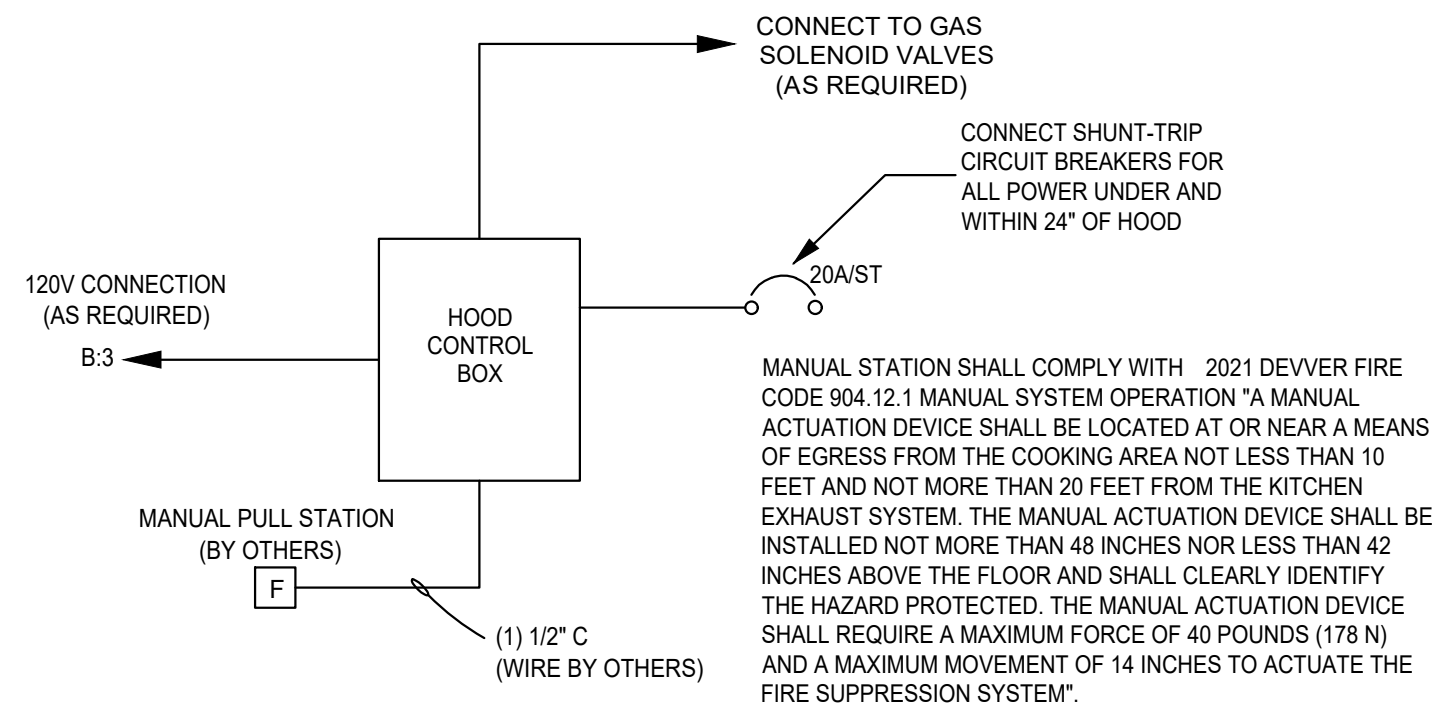 CONNECT TO GAS
SOLENOID VALVES
(AS REQUIRED)
CONNECT SHUNT-TRIP
CIRCUIT BREAKERS FOR
ALL POWER UNDER AND
WITHIN 24" OF HOOD
20A/ST
120V CONNECTION
(AS REQUIRED)
B:3
HOOD
CONTROL
BOX
MANUAL PULL STATION
(BY OTHERS)
F
(1) 1/2" C
(WIRE BY OTHERS)
MANUAL STATION SHALL COMPLY WITH 2021 DEVVER FIRE
CODE 904.12.1 MANUAL SYSTEM OPERATION "A MANUAL
ACTUATION DEVICE SHALL BE LOCATED AT OR NEAR A MEANS
OF EGRESS FROM THE COOKING AREA NOT LESS THAN 10
FEET AND NOT MORE THAN 20 FEET FROM THE KITCHEN
EXHAUST SYSTEM. THE MANUAL ACTUATION DEVICE SHALL BE
INSTALLED NOT MORE THAN 48 INCHES NOR LESS THAN 42
INCHES ABOVE THE FLOOR AND SHALL CLEARLY IDENTIFY
THE HAZARD PROTECTED. THE MANUAL ACTUATION DEVICE
SHALL REQUIRE A MAXIMUM FORCE OF 40 POUNDS (178 N)
AND A MAXIMUM MOVEMENT OF 14 INCHES TO ACTUATE THE
FIRE SUPPRESSION SYSTEM".